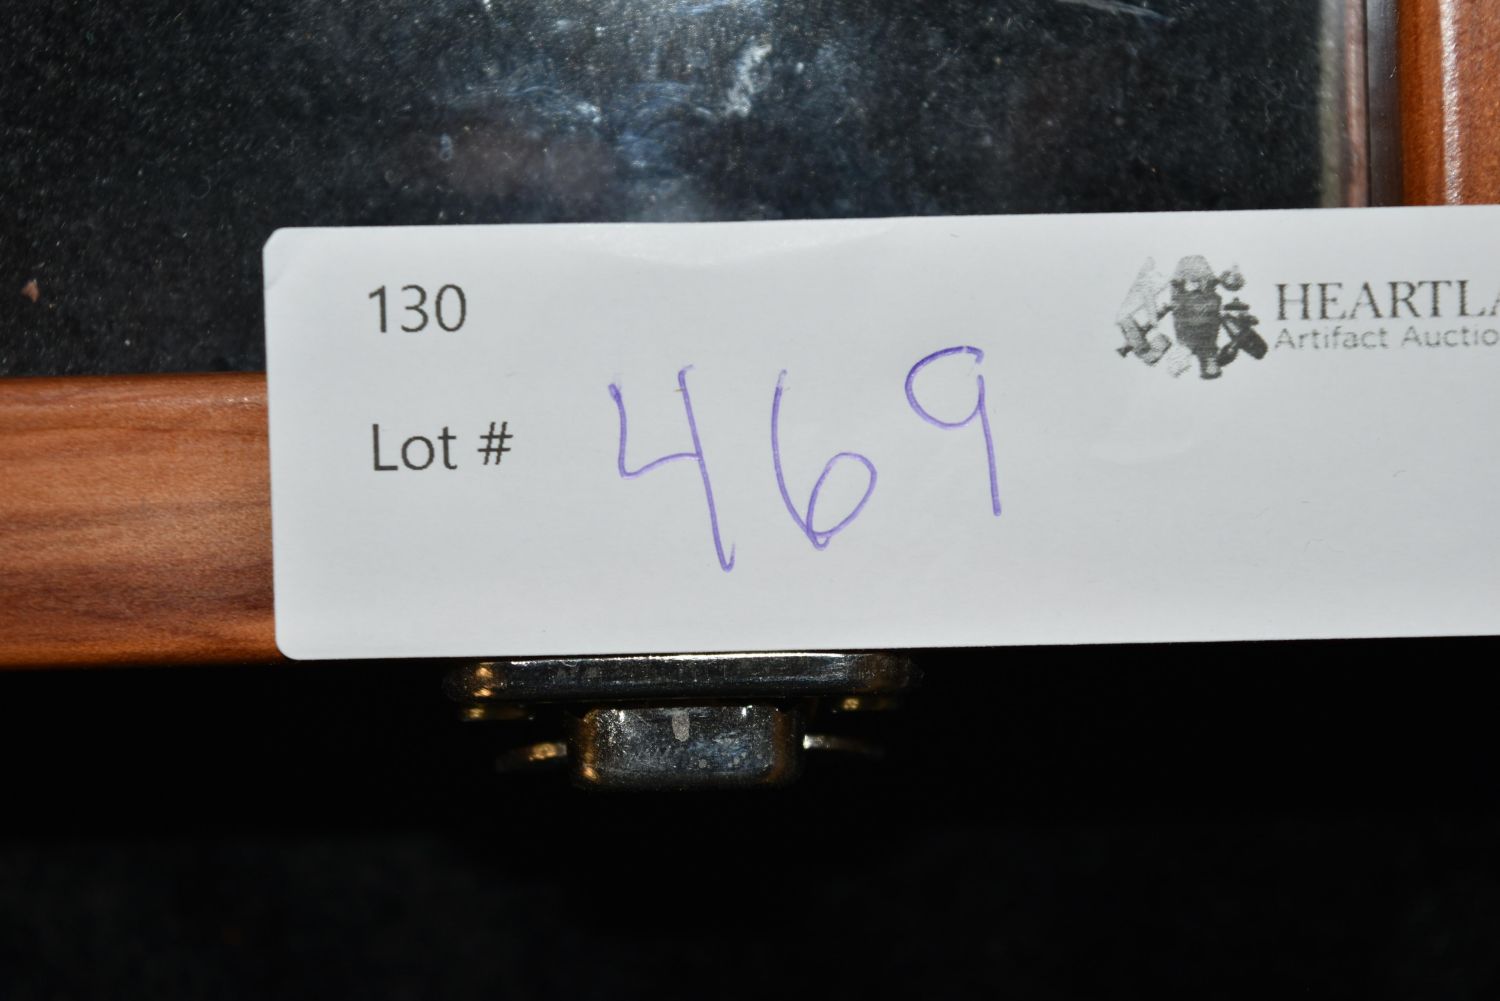 130
HEARTLA
Artifact Auctio
Lot # 469